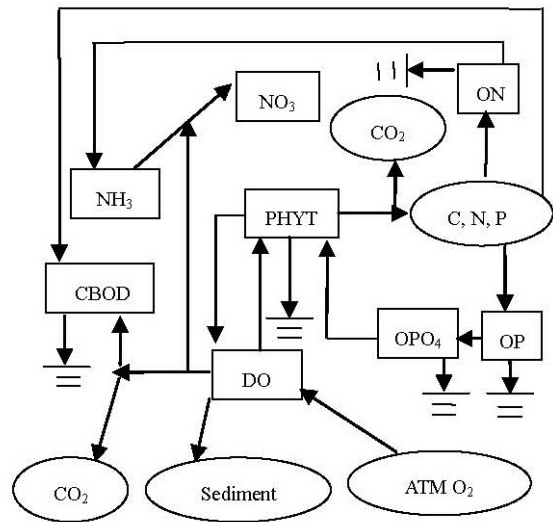 ON
NO₃
CO₂
NH₃
PHYT
C, N, P
CBOD
OPO₄
OP
DO
CO₂
Sediment
ATM O₂